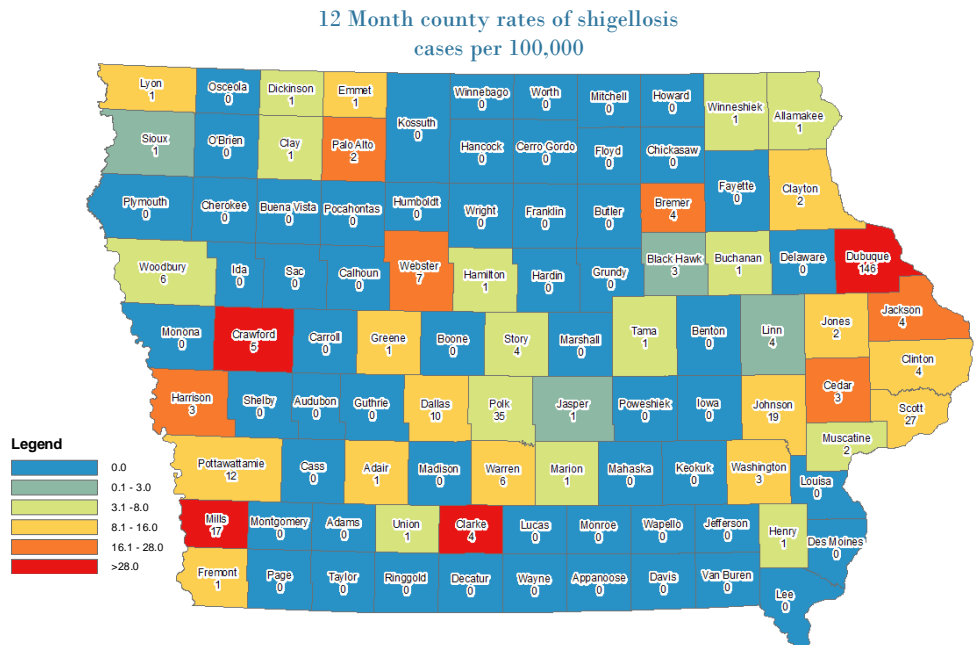 12 Month county rates of shigellosis
cases per 100,000
Lyon
1
Osceola
0
Dickinson
1
Emmet
1
Kossuth
0
Winnebago
0
Worth
0
Mitchell
0
Howard
0
Winneshiek
1
Allamakee
1
Sioux
1
O'Brien
0
Clay
1
Palo Alto
2
Hancock
0
Cerro Gordo
0
Floyd
0
Chickasaw
0
Plymouth
0
Cherokee
0
Buena Vista
0
Pocahontas
0
Humboldt
0
Wright
0
Franklin
0
Butler
0
Bremer
4
Fayette
0
Clayton
2
Woodbury
6
Ida
0
Sac
0
Calhoun
0
Webster
7
Hamilton
1
Hardin
0
Grundy
0
Black Hawk
3
Buchanan
1
Delaware
0
Dubuque
146
Monona
0
Crawford
5
Carroll
0
Greene
1
Boone
0
Story
4
Marshall
0
Tama
1
Benton
0
Linn
4
Jones
2
Jackson
4
Clinton
4
Harrison
3
Shelby
0
Audubon
0
Guthrie
0
Dallas
10
Polk
35
Jasper
1
Poweshiek
0
Iowa
0
Johnson
19
Cedar
3
Scott
27
Muscatine
2
Pottawattamie
12
Cass
0
Adair
1
Madison
0
Warren
6
Marion
1
Mahaska
0
Keokuk
0
Washington
3
Louisa
0
Mills
17
Montgomery
0
Adams
0
Union
1
Clarke
4
Lucas
0
Monroe
0
Wapello
0
Jefferson
0
Henry
1
Des Moines
0
Fremont
1
Page
0
Taylor
0
Ringgold
0
Decatur
0
Wayne
0
Appanoose
0
Davis
0
Van Buren
0
Lee
0
Legend
0.0
0.1 - 3.0
3.1 -8.0
8.1 - 16.0
16.1 - 28.0
>28.0